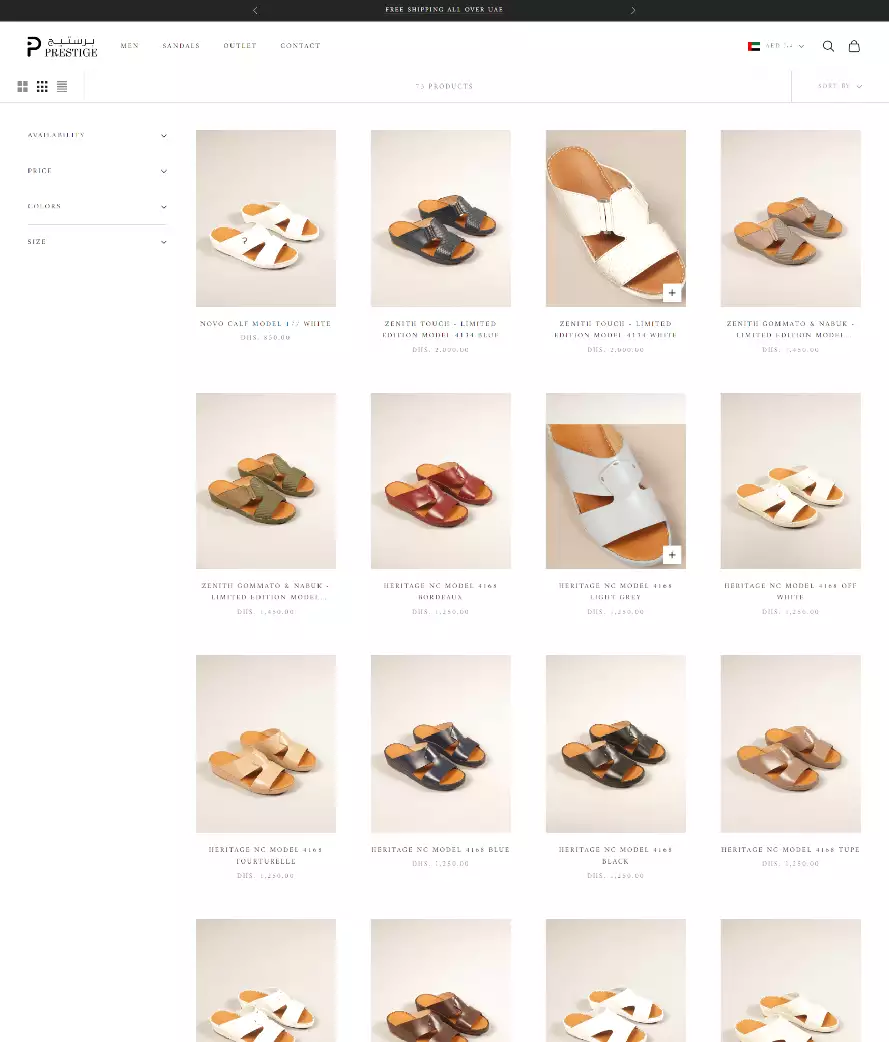 FREE SHIPPING ALL OVER UAE
برستيج
PRESTIGE
MEN SANDALS OUTLET CONTACT
AED
75 PRODUCTS
SORT BY
AVAILABILITY
PRICE
COLORS
SIZE
NOVO CALF MODEL 177 WHITE
DHS. 850.00
ZENITH TOUCH - LIMITED
EDITION MODEL 4134 BLUE
DHS. 2,000.00
ZENITH TOUCH - LIMITED
EDITION MODEL 4134 WHITE
DHS. 2,000.00
ZENITH GOMMATO & NABUK -
LIMITED EDITION MODEL...
DHS. 1,450.00
ZENITH GOMMATO & NABUK -
LIMITED EDITION MODEL...
DHS. 1,450.00
HERITAGE NC MODEL 4168
BORDEAUX
DHS. 1,250.00
HERITAGE NC MODEL 4168
LIGHT GREY
DHS. 1,250.00
HERITAGE NC MODEL 4168 OFF
WHITE
DHS. 1,250.00
HERITAGE NC MODEL 4168
TOURTURELLE
DHS. 1,250.00
HERITAGE NC MODEL 4168 BLUE
DHS. 1,250.00
HERITAGE NC MODEL 4168
BLACK
DHS. 1,250.00
HERITAGE NC MODEL 4168 TUPE
DHS. 1,250.00